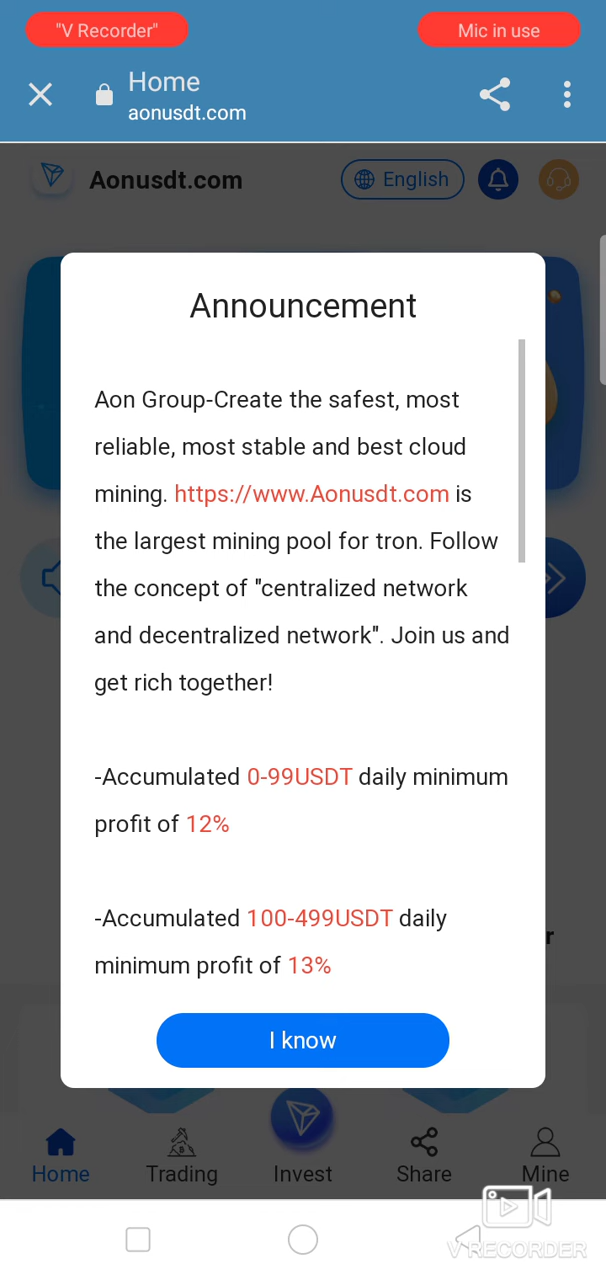 "V Recorder"
Mic in use
Home
aonusdt.com
Aonusdt.com
English
Announcement
Aon Group-Create the safest, most
reliable, most stable and best cloud
mining. https://www.Aonusdt.com is
the largest mining pool for tron. Follow
the concept of "centralized network
and decentralized network". Join us and
get rich together!
-Accumulated 0-99USDT daily minimum
profit of 12%
-Accumulated 100-499USDT daily
minimum profit of 13%
r
I know
Home
Trading
Invest
Share
Mine
V RECORDER